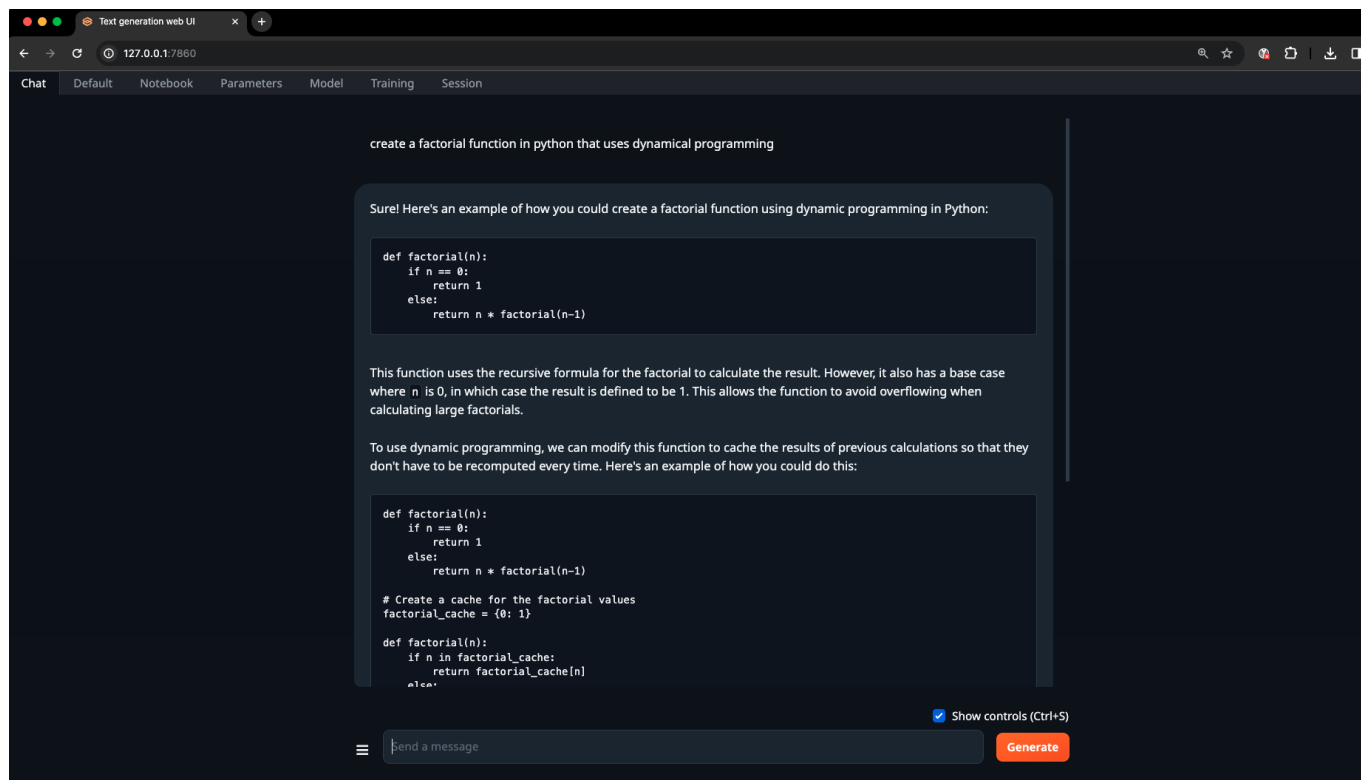 Text generation web UI
127.0.0.1:7860
Chat Default Notebook Parameters Model Training Session
create a factorial function in python that uses dynamical programming
Sure! Here's an example of how you could create a factorial function using dynamic programming in Python:
def factorial(n):
    if n == 0:
        return 1
    else:
        return n * factorial(n-1)
This function uses the recursive formula for the factorial to calculate the result. However, it also has a base case
where n is 0, in which case the result is defined to be 1. This allows the function to avoid overflowing when
calculating large factorials.
To use dynamic programming, we can modify this function to cache the results of previous calculations so that they
don't have to be recomputed every time. Here's an example of how you could do this:
def factorial(n):
    if n == 0:
        return 1
    else:
        return n * factorial(n-1)
# Create a cache for the factorial values
factorial_cache = {0: 1}
def factorial(n):
    if n in factorial_cache:
        return factorial_cache[n]
    else:
Show controls (Ctrl+S)
Send a message
Generate